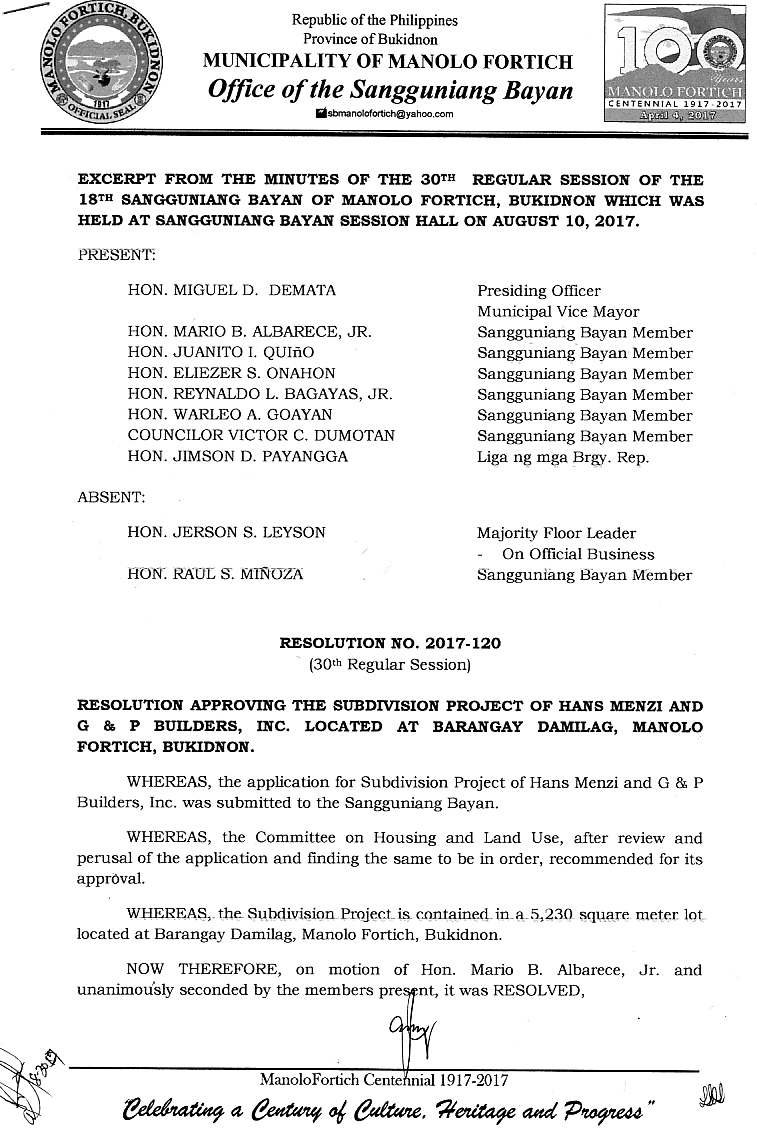 MANOLO FORTICH, BUKIDNON
1917
OFFICIAL SEAL
Republic of the Philippines
Province of Bukidnon
MUNICIPALITY OF MANOLO FORTICH
Office of the Sangguniang Bayan
sbmanolofortich@yahoo.com
100
Years
MANOLO FORTICH
CENTENNIAL 1917-2017
April 4, 2017
EXCERPT FROM THE MINUTES OF THE 30TH REGULAR SESSION OF THE
18TH SANGGUNIANG BAYAN OF MANOLO FORTICH, BUKIDNON WHICH WAS
HELD AT SANGGUNIANG BAYAN SESSION HALL ON AUGUST 10, 2017.
PRESENT:
HON. MIGUEL D. DEMATA Presiding Officer
Municipal Vice Mayor
HON. MARIO B. ALBARECE, JR. Sangguniang Bayan Member
HON. JUANITO I. QUIñO Sangguniang Bayan Member
HON. ELIEZER S. ONAHON Sangguniang Bayan Member
HON. REYNALDO L. BAGAYAS, JR. Sangguniang Bayan Member
HON. WARLEO A. GOAYAN Sangguniang Bayan Member
COUNCILOR VICTOR C. DUMOTAN Sangguniang Bayan Member
HON. JIMSON D. PAYANGGA Liga ng mga Brgy. Rep.
ABSENT:
HON. JERSON S. LEYSON Majority Floor Leader
- On Official Business
HON. RAUL S. MIÑOZA Sangguniang Bayan Member
RESOLUTION NO. 2017-120
(30th Regular Session)
RESOLUTION APPROVING THE SUBDIVISION PROJECT OF HANS MENZI AND
G & P BUILDERS, INC. LOCATED AT BARANGAY DAMILAG, MANOLO
FORTICH, BUKIDNON.
WHEREAS, the application for Subdivision Project of Hans Menzi and G & P
Builders, Inc. was submitted to the Sangguniang Bayan.
WHEREAS, the Committee on Housing and Land Use, after review and
perusal of the application and finding the same to be in order, recommended for its
approval.
WHEREAS, the Subdivision Project is contained in a 5,230 square meter lot
located at Barangay Damilag, Manolo Fortich, Bukidnon.
NOW THEREFORE, on motion of Hon. Mario B. Albarece, Jr. and
unanimously seconded by the members present, it was RESOLVED,
ManoloFortich Centennial 1917-2017
"Celebrating a Century of Culture, Heritage and Progress"